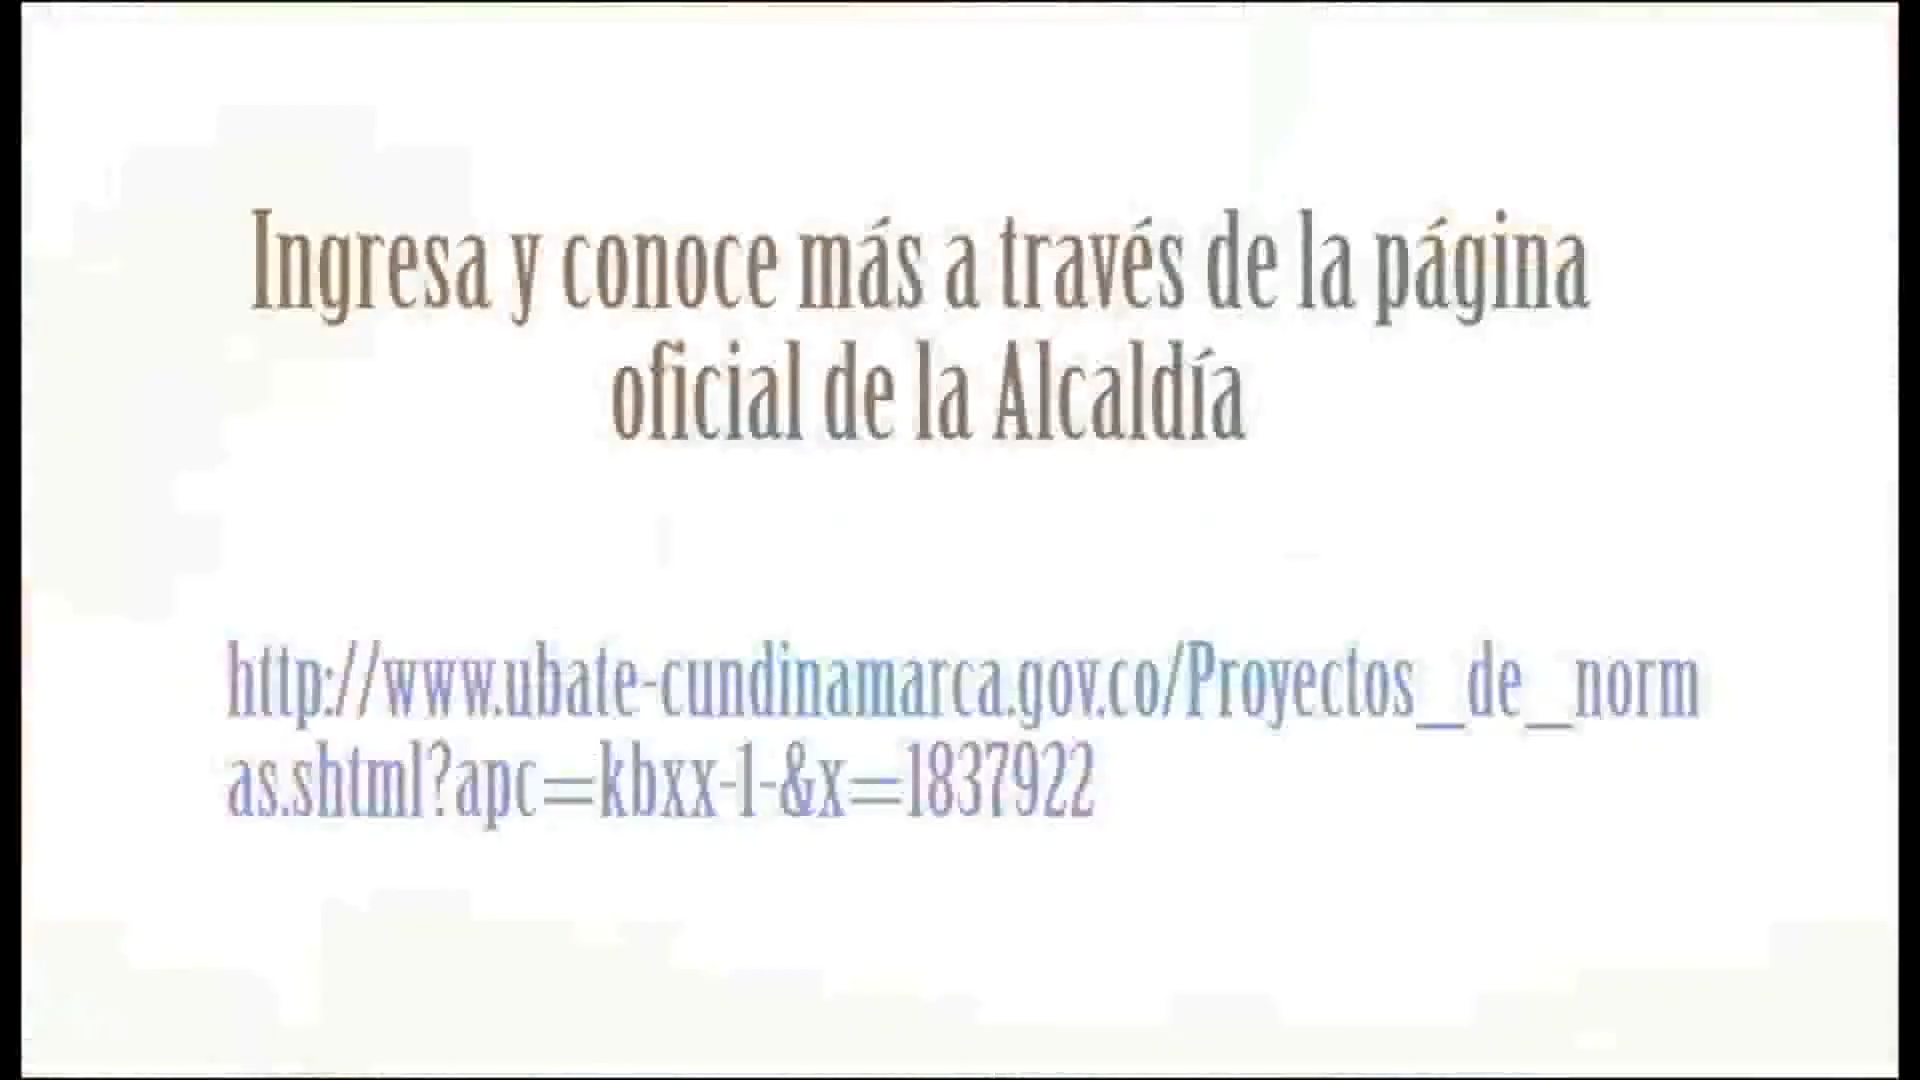 Ingresa y conoce más a través de la página
oficial de la Alcaldía
http://www.ubate-cundinamarca.gov.co/Proyectos_de_norm
as.shtml?apc=kbxx-1-&x=1837922